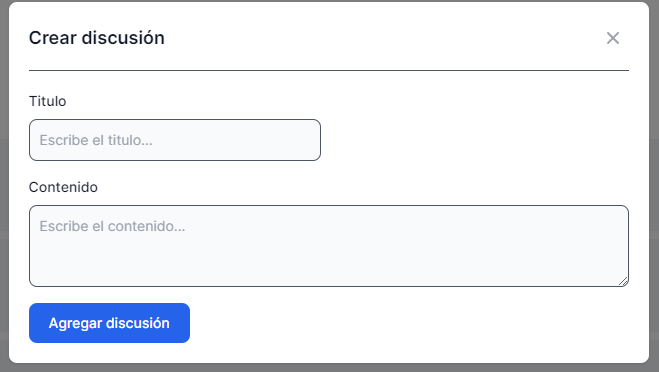 Crear discusión
Titulo
Escribe el titulo...
Contenido
Escribe el contenido...
Agregar discusión